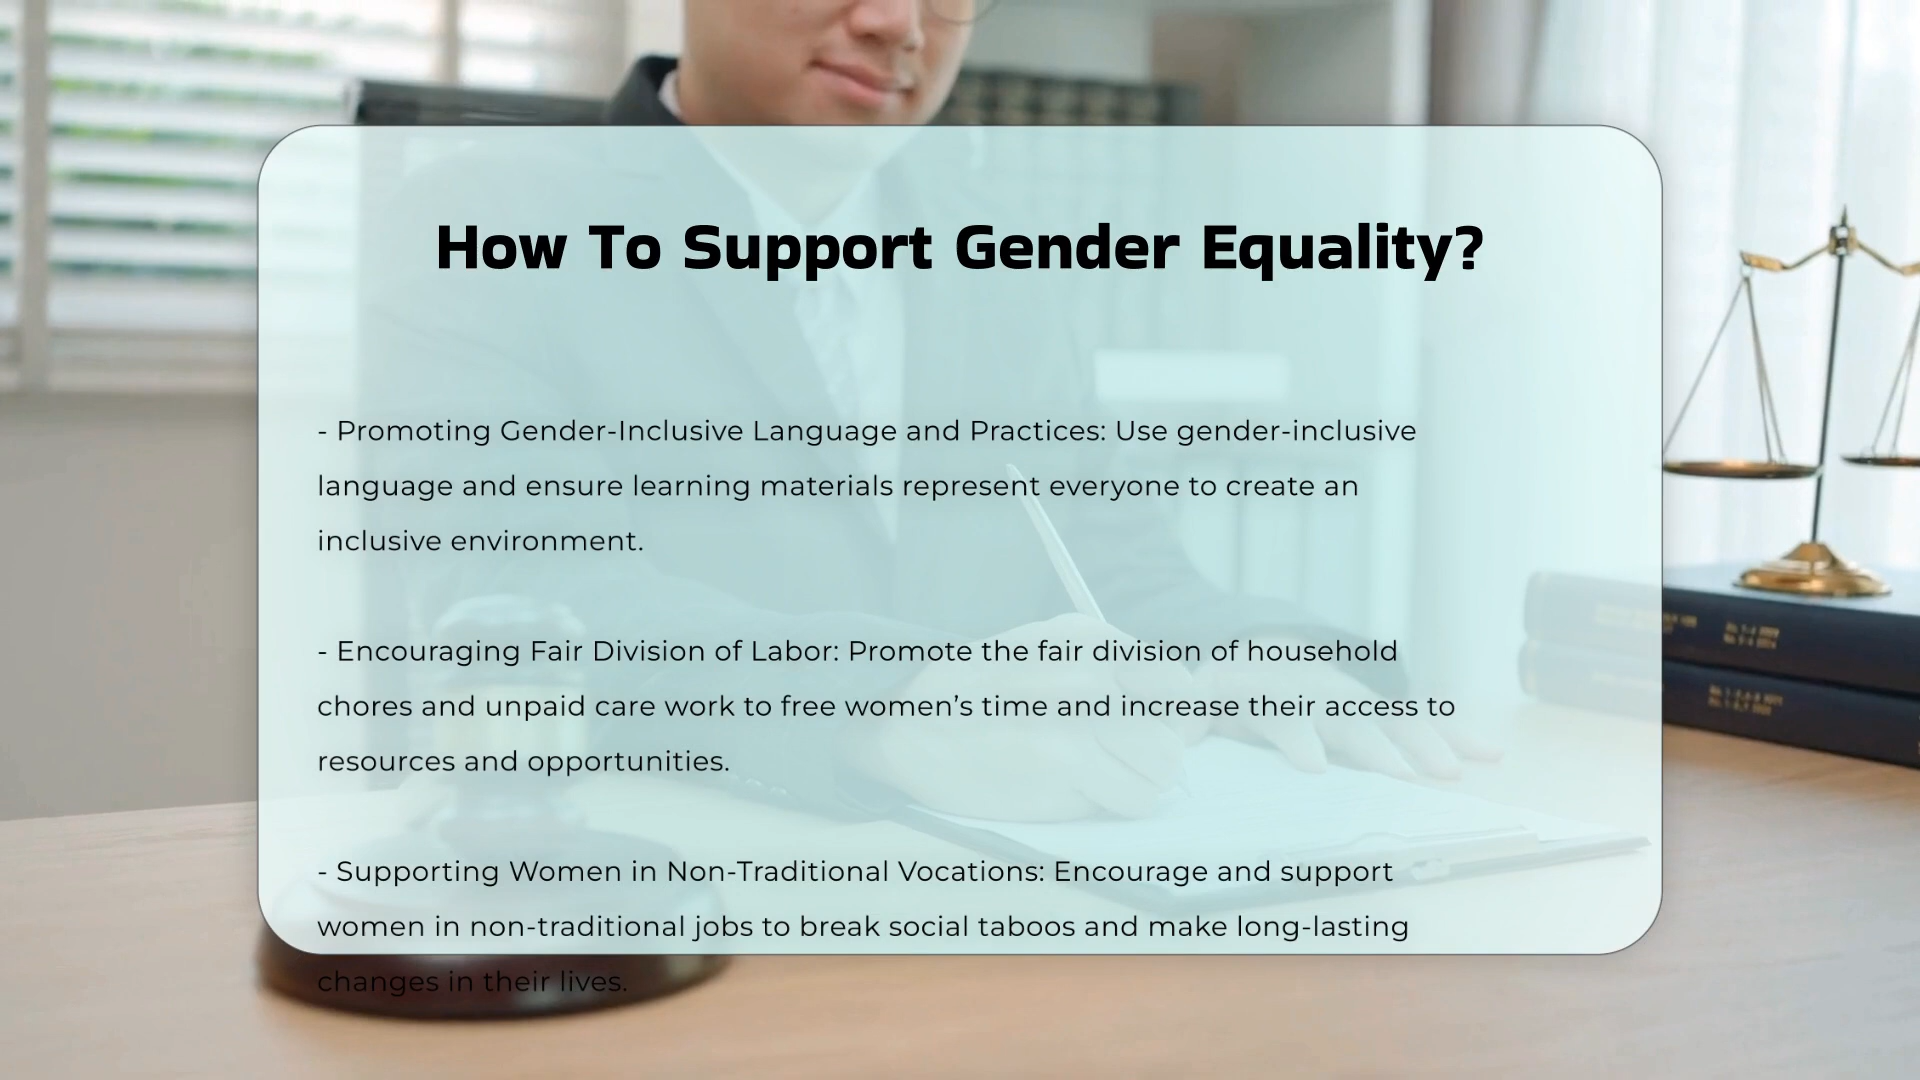 How To Support Gender Equality?
- Promoting Gender-Inclusive Language and Practices: Use gender-inclusive
language and ensure learning materials represent everyone to create an
inclusive environment.
- Encouraging Fair Division of Labor: Promote the fair division of household
chores and unpaid care work to free women’s time and increase their access to
resources and opportunities.
- Supporting Women in Non-Traditional Vocations: Encourage and support
women in non-traditional jobs to break social taboos and make long-lasting
changes in their lives.